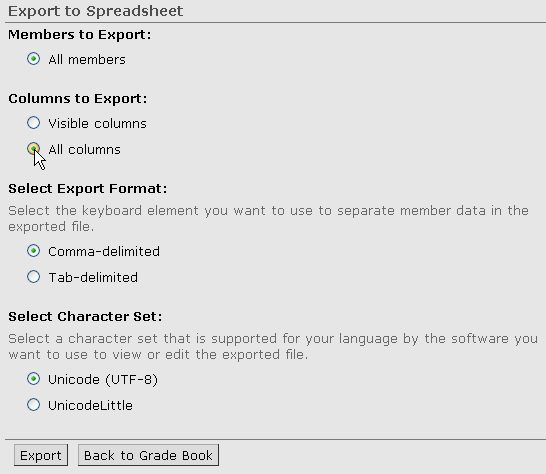 Export to Spreadsheet
Members to Export:
All members
Columns to Export:
Visible columns
All columns
Select Export Format:
Select the keyboard element you want to use to separate member data in the
exported file.
Comma-delimited
Tab-delimited
Select Character Set:
Select a character set that is supported for your language by the software you
want to use to view or edit the exported file.
Unicode (UTF-8)
UnicodeLittle
Export Back to Grade Book